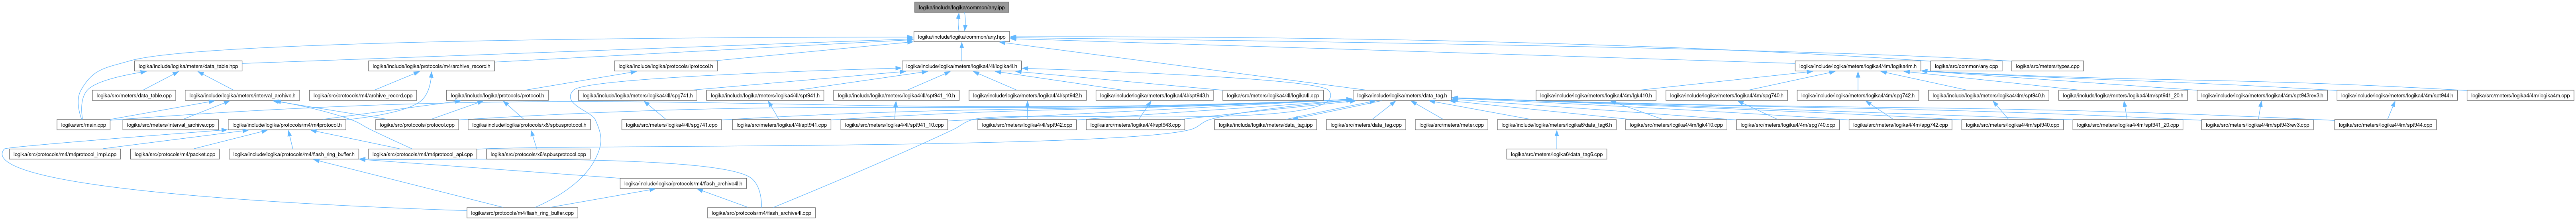 logika/include/logika/common/any.ipp
logika/include/logika/common/any.hpp
logika/include/logika/meters/data_table.hpp
logika/include/logika/protocols/m4/archive_record.h
logika/include/logika/protocols/iprotocol.h
logika/include/logika/meters/logika4/4l/logika4l.h
logika/include/logika/meters/logika4/4m/logika4m.h
logika/src/common/any.cpp
logika/src/meters/types.cpp
logika/src/meters/data_table.cpp
logika/include/logika/meters/interval_archive.h
logika/src/protocols/m4/archive_record.cpp
logika/include/logika/protocols/protocol.h
logika/include/logika/meters/logika4/4l/spg741.h
logika/include/logika/meters/logika4/4l/spt941.h
logika/include/logika/meters/logika4/4l/spt941_10.h
logika/include/logika/meters/logika4/4l/spt942.h
logika/include/logika/meters/logika4/4l/spt943.h
logika/src/meters/logika4/4l/logika4l.cpp
logika/include/logika/meters/data_tag.h
logika/include/logika/meters/logika4/4m/lgk410.h
logika/include/logika/meters/logika4/4m/spg740.h
logika/include/logika/meters/logika4/4m/spg742.h
logika/include/logika/meters/logika4/4m/spt940.h
logika/include/logika/meters/logika4/4m/spt941_20.h
logika/include/logika/meters/logika4/4m/spt943rev3.h
logika/include/logika/meters/logika4/4m/spt944.h
logika/src/meters/logika4/4m/logika4m.cpp
logika/src/main.cpp
logika/src/meters/interval_archive.cpp
logika/include/logika/protocols/m4/m4protocol.h
logika/src/protocols/protocol.cpp
logika/include/logika/protocols/x6/spbusprotocol.h
logika/src/meters/logika4/4l/spg741.cpp
logika/src/meters/logika4/4l/spt941.cpp
logika/src/meters/logika4/4l/spt941_10.cpp
logika/src/meters/logika4/4l/spt942.cpp
logika/src/meters/logika4/4l/spt943.cpp
logika/include/logika/meters/data_tag.ipp
logika/src/meters/data_tag.cpp
logika/src/meters/meter.cpp
logika/include/logika/meters/logika6/data_tag6.h
logika/src/meters/logika4/4m/lgk410.cpp
logika/src/meters/logika4/4m/spg740.cpp
logika/src/meters/logika4/4m/spg742.cpp
logika/src/meters/logika4/4m/spt940.cpp
logika/src/meters/logika4/4m/spt941_20.cpp
logika/src/meters/logika4/4m/spt943rev3.cpp
logika/src/meters/logika4/4m/spt944.cpp
logika/src/protocols/m4/m4protocol_impl.cpp
logika/src/protocols/m4/packet.cpp
logika/include/logika/protocols/m4/flash_ring_buffer.h
logika/src/protocols/m4/m4protocol_api.cpp
logika/src/protocols/x6/spbusprotocol.cpp
logika/src/meters/logika6/data_tag6.cpp
logika/include/logika/protocols/m4/flash_archive4l.h
logika/src/protocols/m4/flash_ring_buffer.cpp
logika/src/protocols/m4/flash_archive4l.cpp